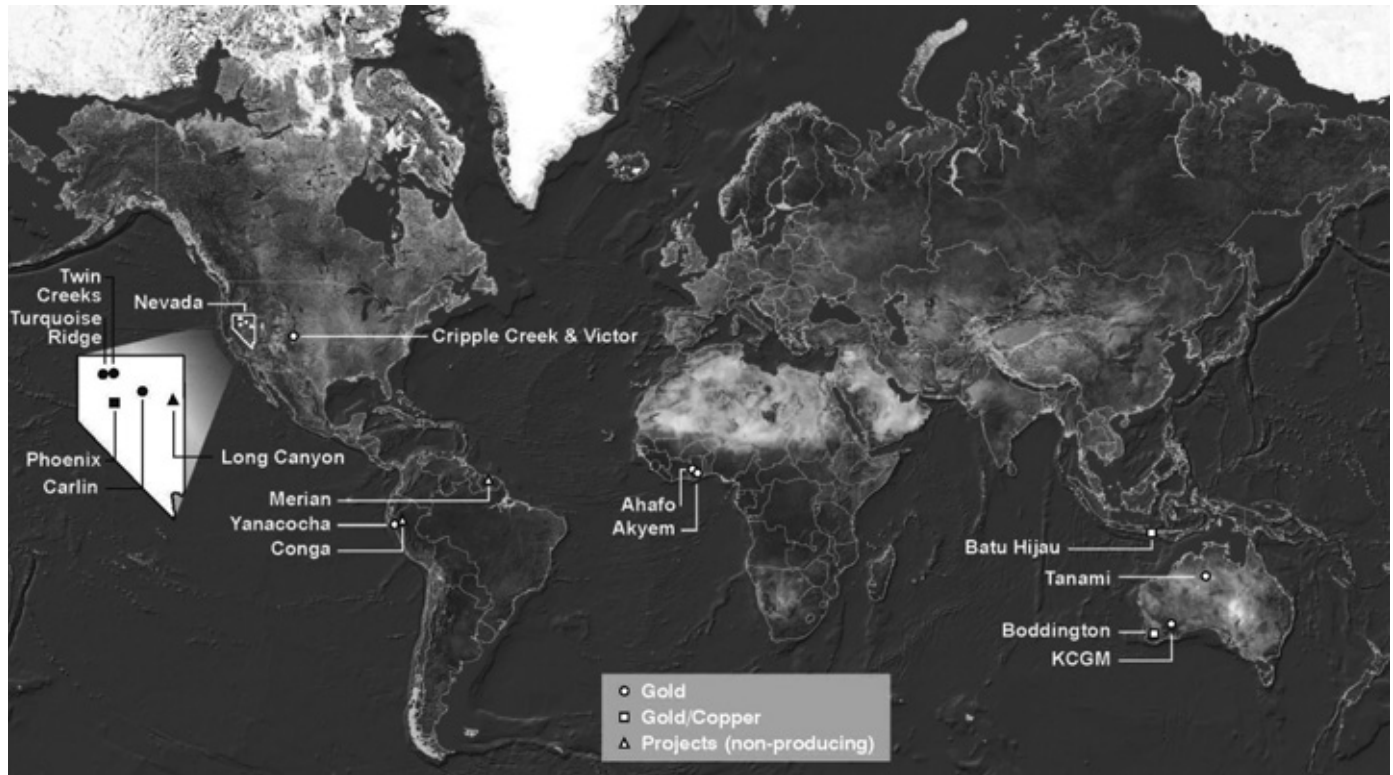 Twin
Creeks
Turquoise
Ridge
Nevada
Cripple Creek & Victor
Phoenix
Carlin
Long Canyon
Merian
Yanacocha
Conga
Ahafo
Akyem
Batu Hijau
Tanami
Boddington
KCGM
Gold
Gold/Copper
Projects (non-producing)